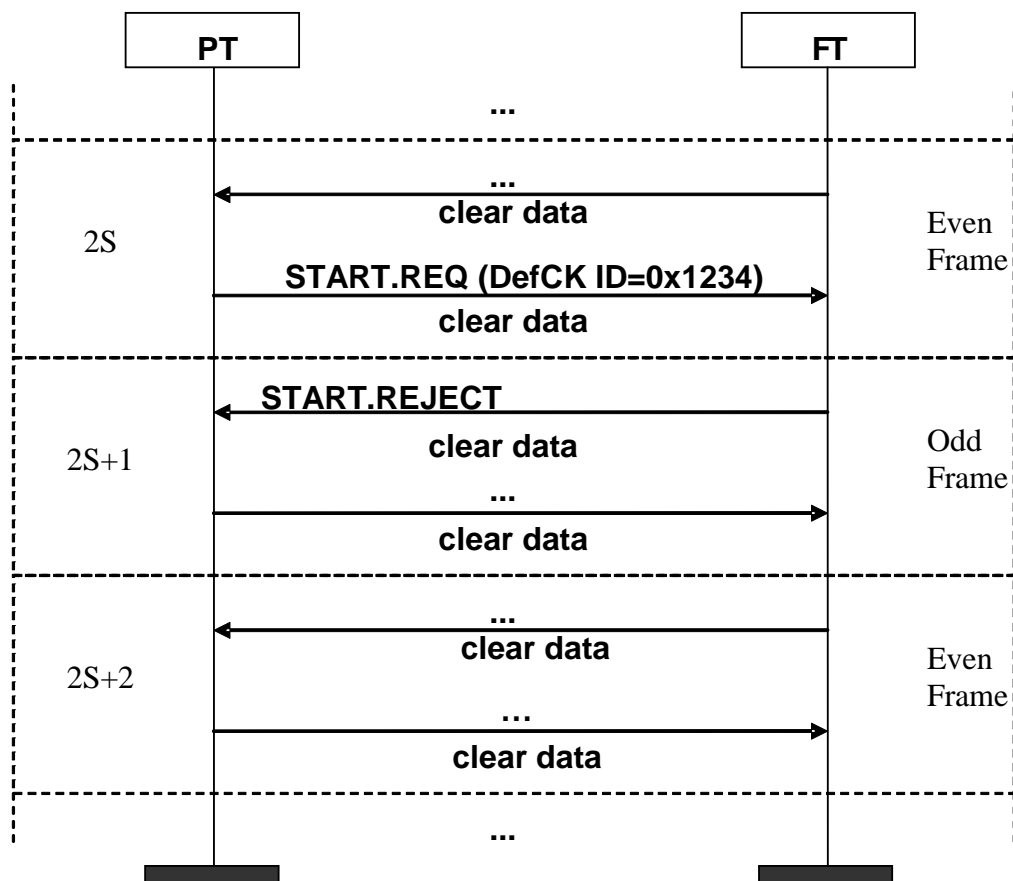 PT
FT
...
...
clear data
2S
Even
Frame
START.REQ (DefCK ID=0x1234)
clear data
START.REJECT
clear data
2S+1
Odd
Frame
...
clear data
...
clear data
2S+2
Even
Frame
...
clear data
...